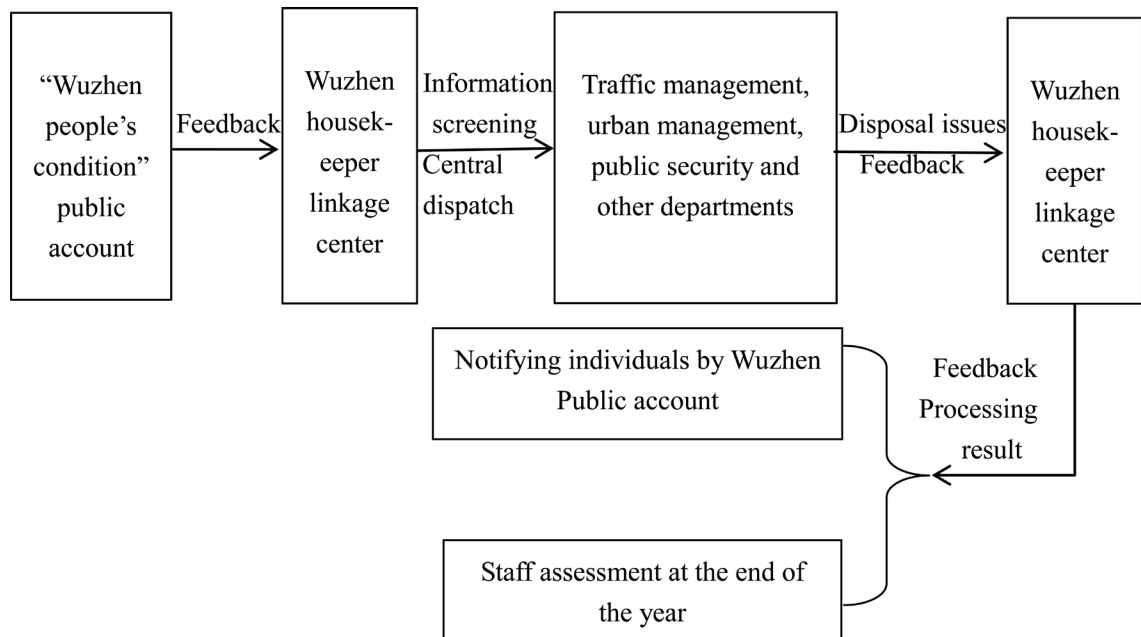 “Wuzhen
people’s
condition”
public
account
Feedback
Wuzhen
housek-
eeper
linkage
center
Information
screening
Central
dispatch
Traffic management,
urban management,
public security and
other departments
Disposal issues
Feedback
Wuzhen
housek-
eeper
linkage
center
Notifying individuals by Wuzhen
Public account
Feedback
Processing
result
Staff assessment at the end of
the year